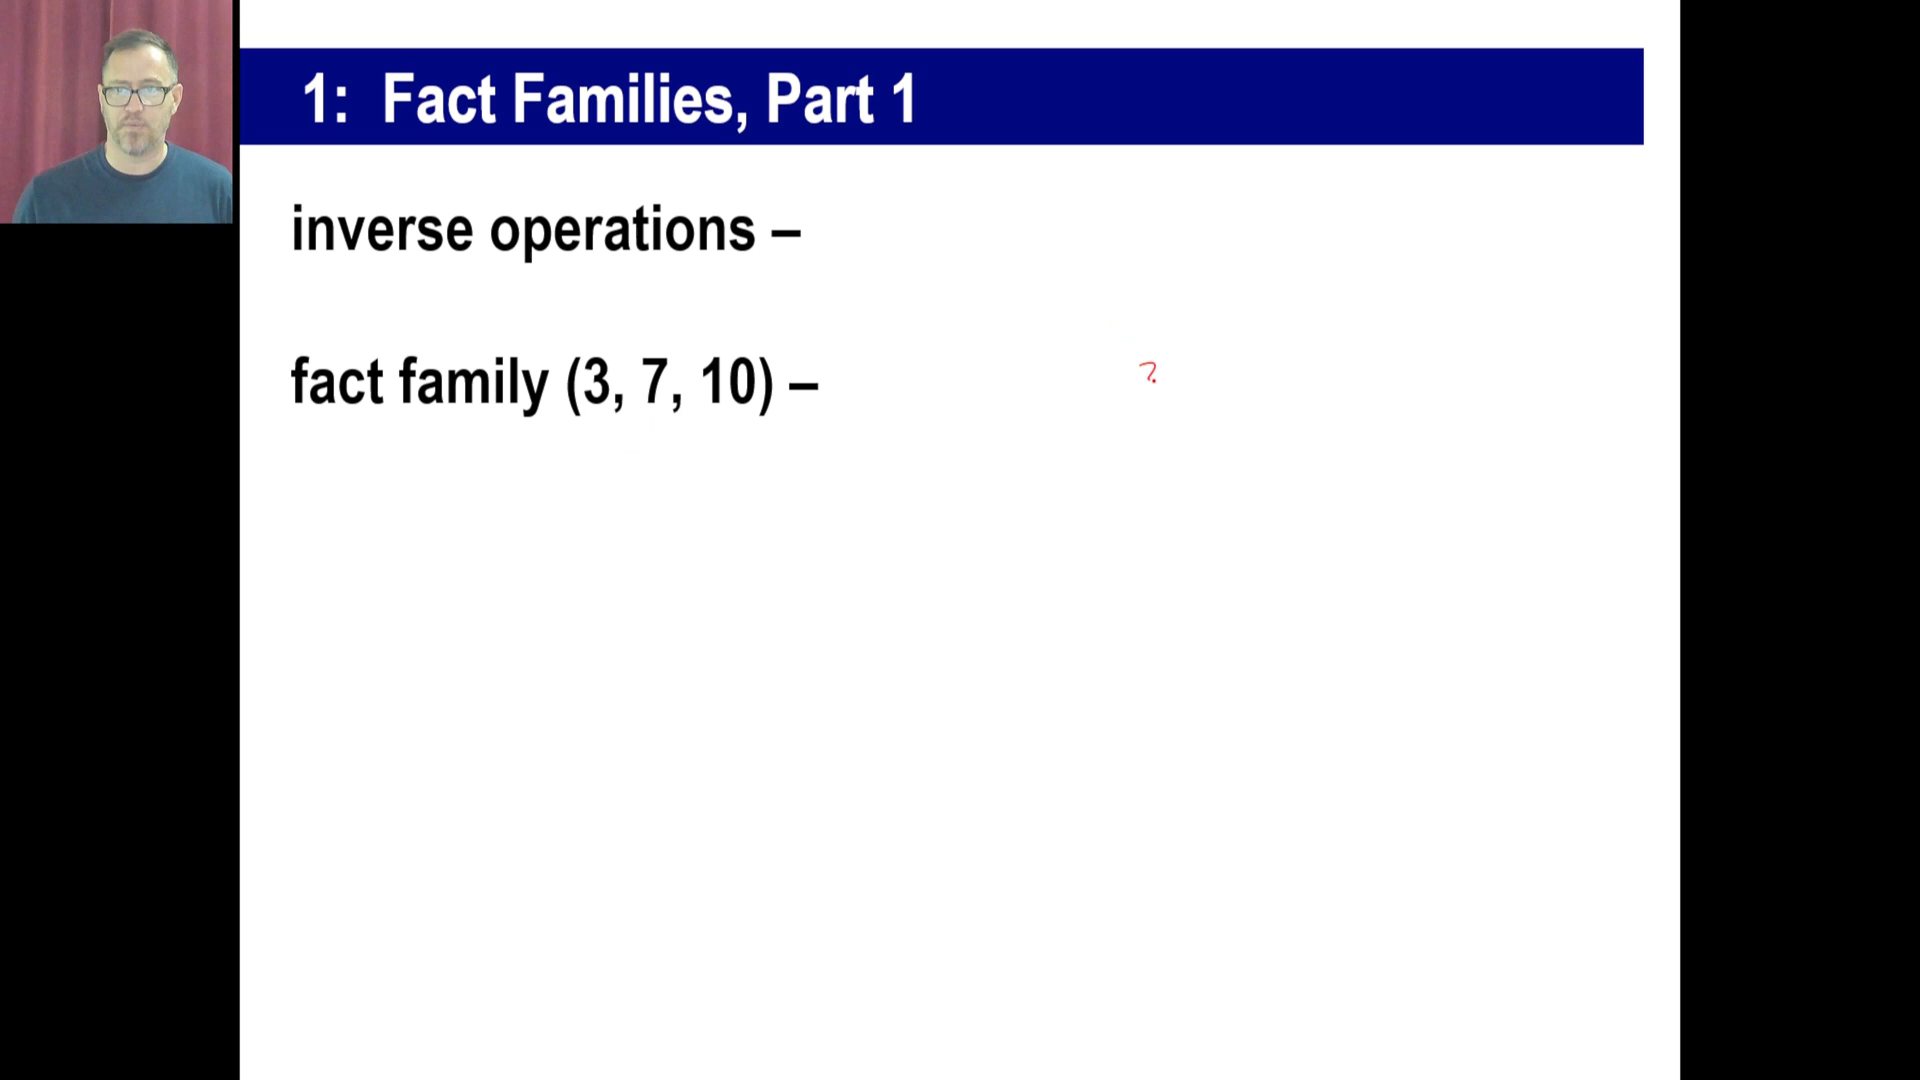 1: Fact Families, Part 1
inverse operations –
fact family (3, 7, 10) –
?